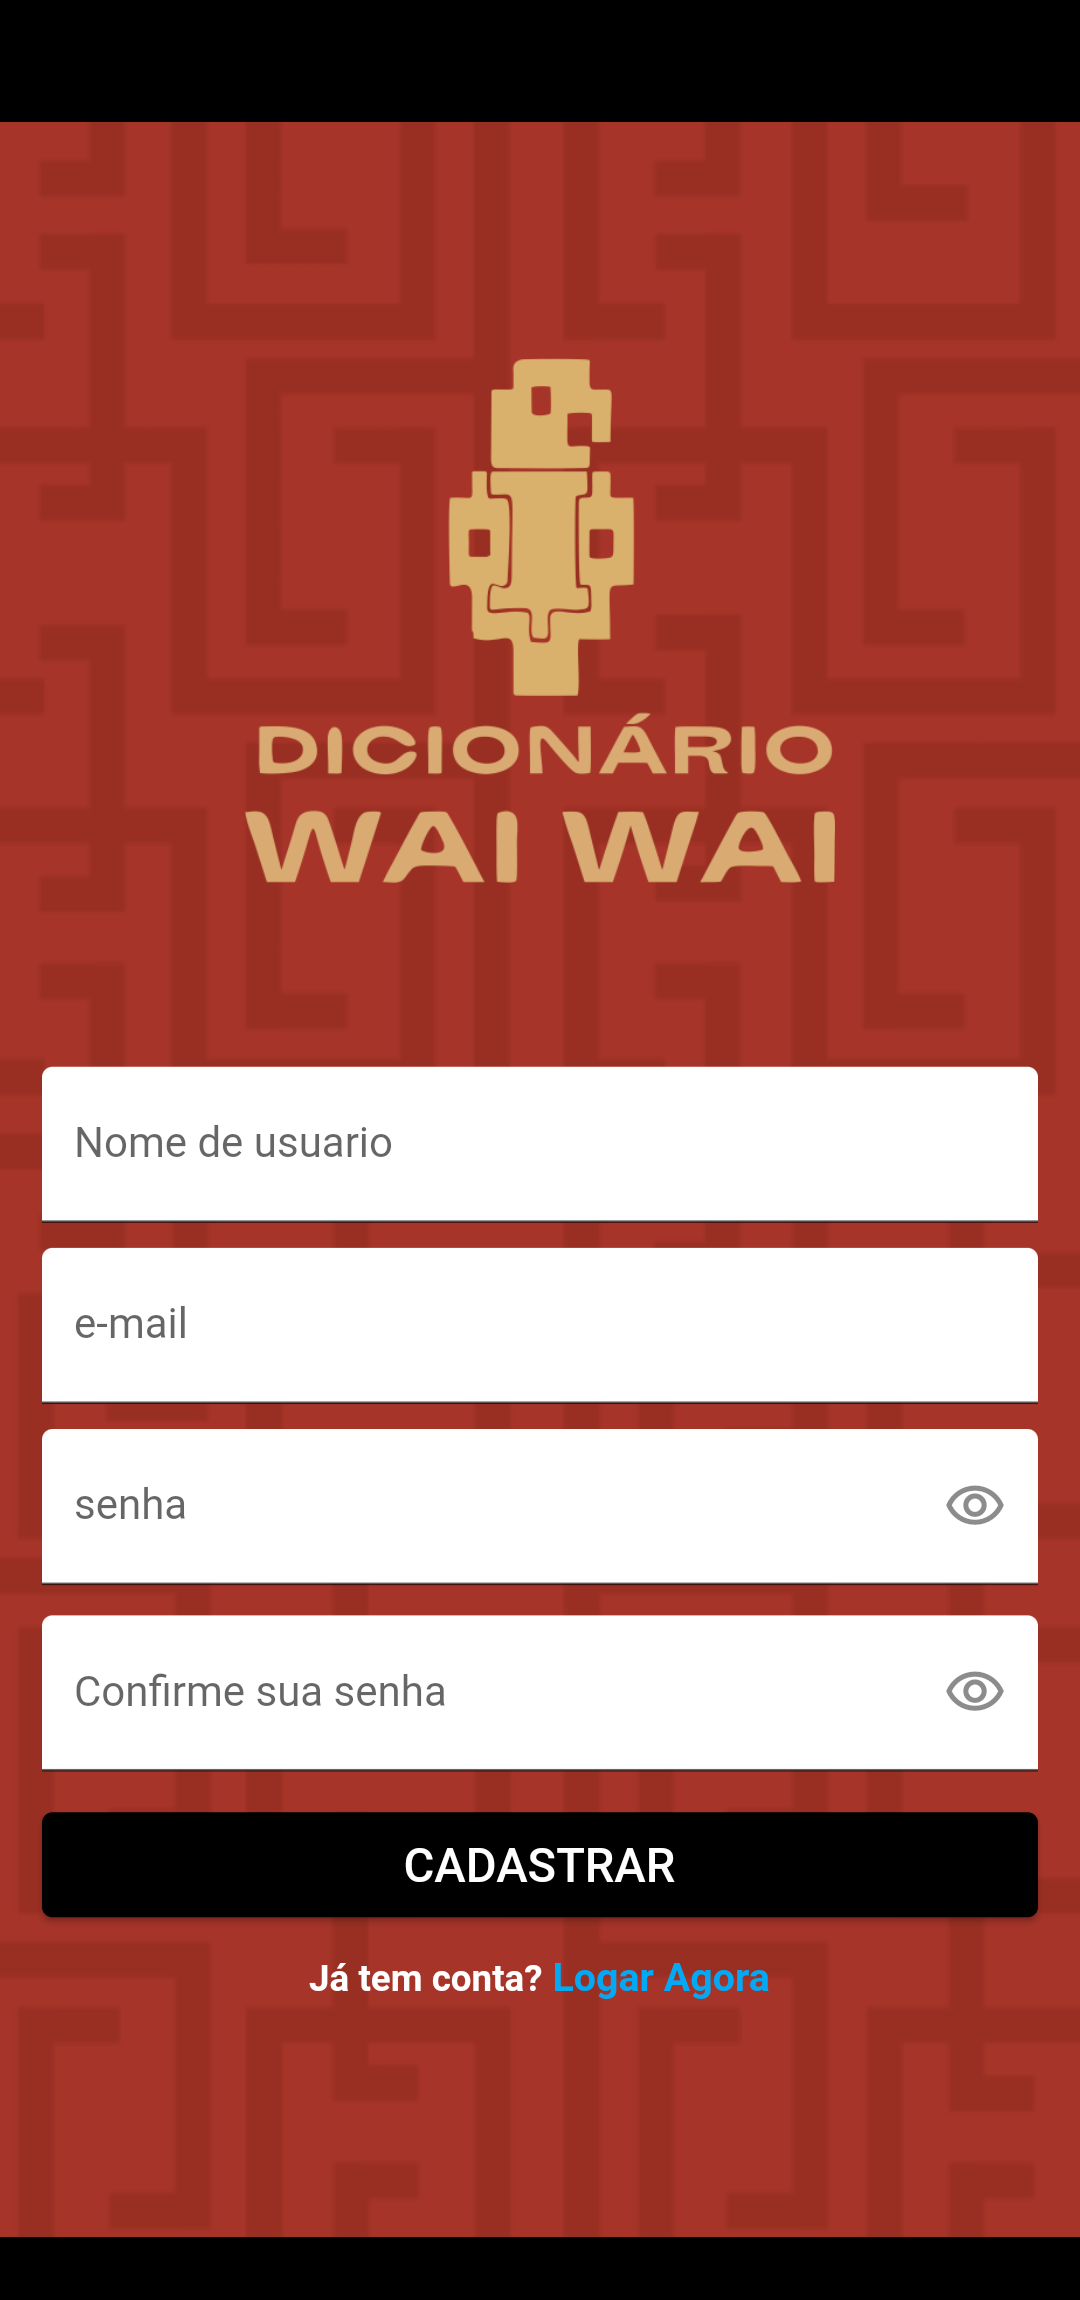 DICIONÁRIO
WAI WAI
Nome de usuario
e-mail
senha
Confirme sua senha
CADASTRAR
Já tem conta? Logar Agora